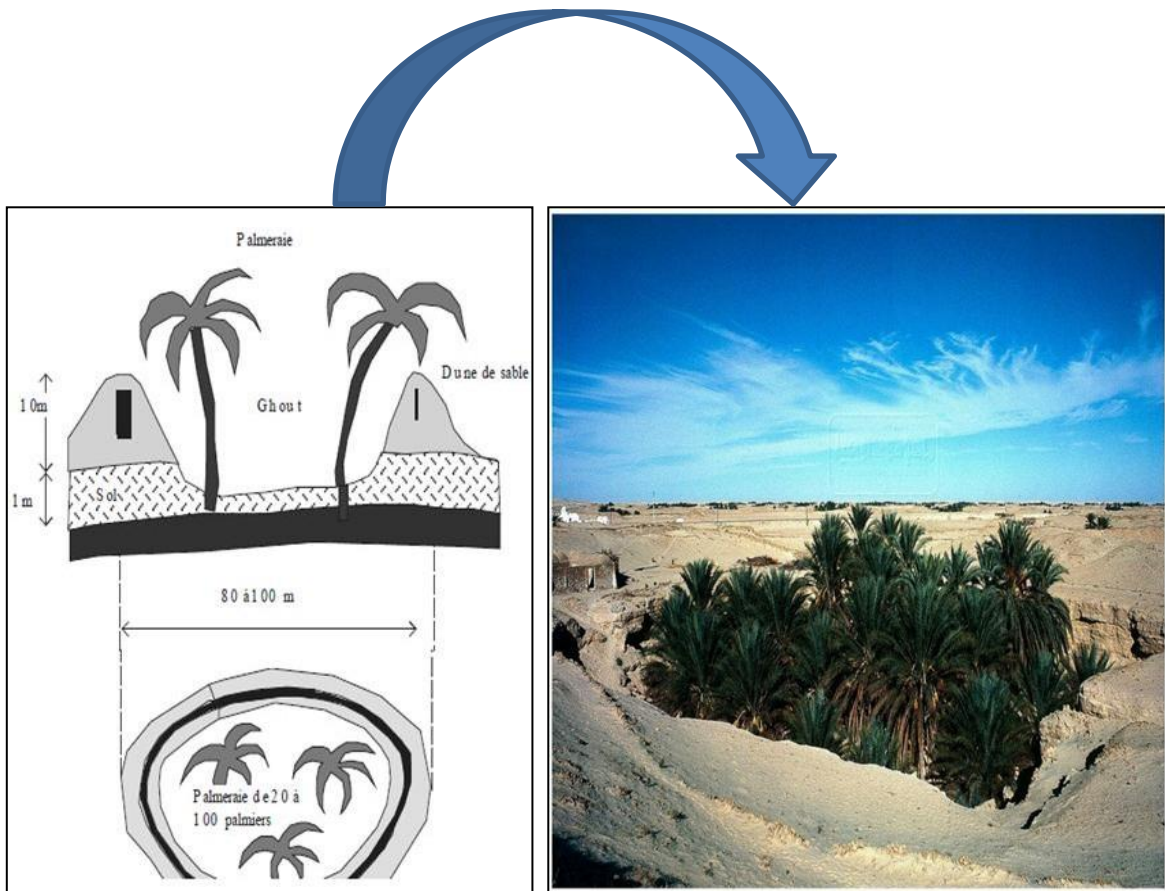 Palmeraie
Dune de sable
10m
Ghout
1m
Sol
80 à100 m
Palmeraie de 20 à
100 palmiers